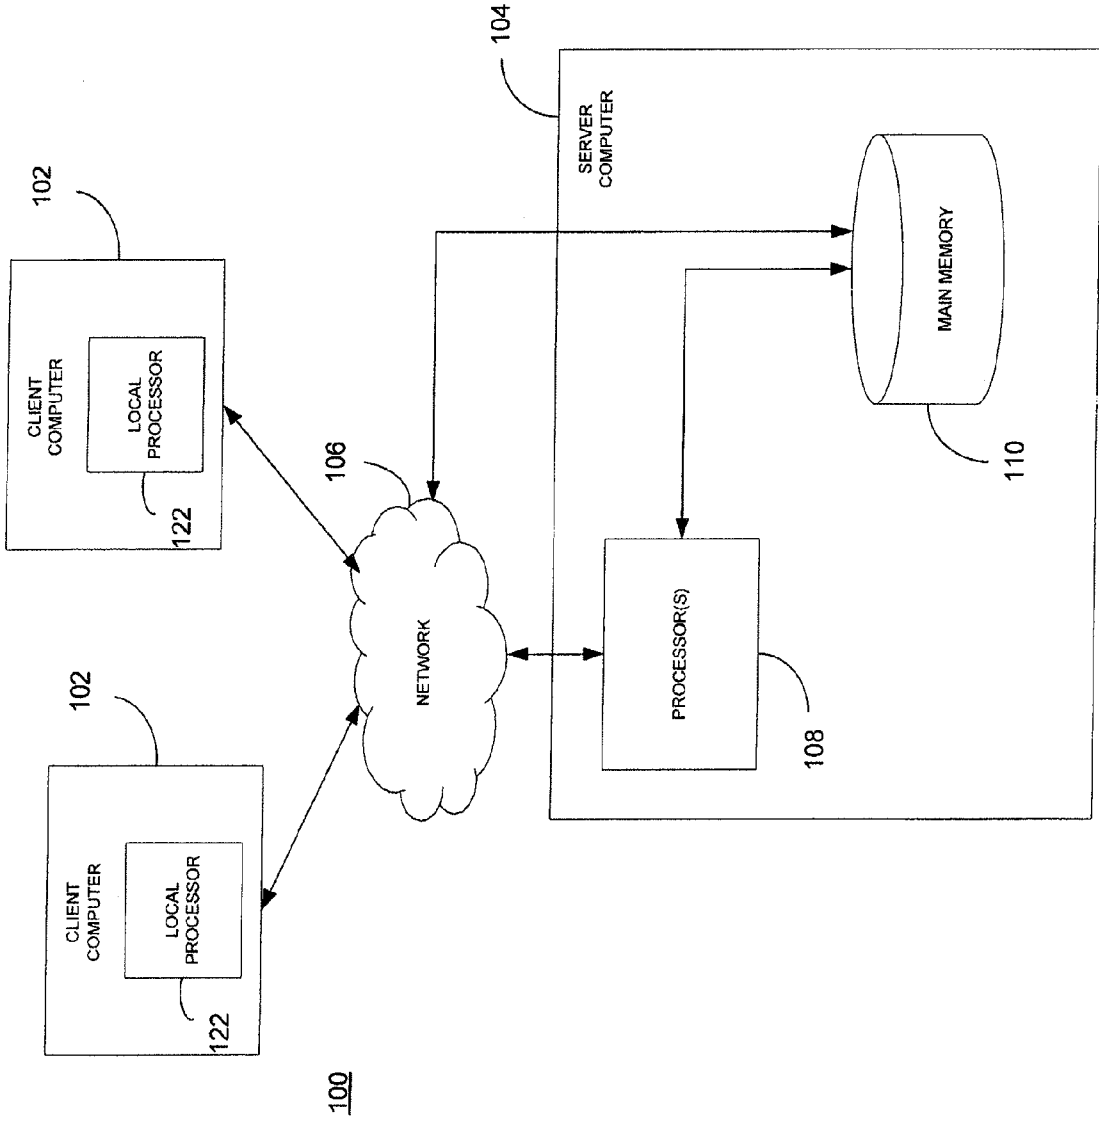 100
102
CLIENT
COMPUTER
LOCAL
PROCESSOR
122
102
CLIENT
COMPUTER
LOCAL
PROCESSOR
122
106
NETWORK
104
SERVER
COMPUTER
PROCESSOR(S)
108
MAIN MEMORY
110